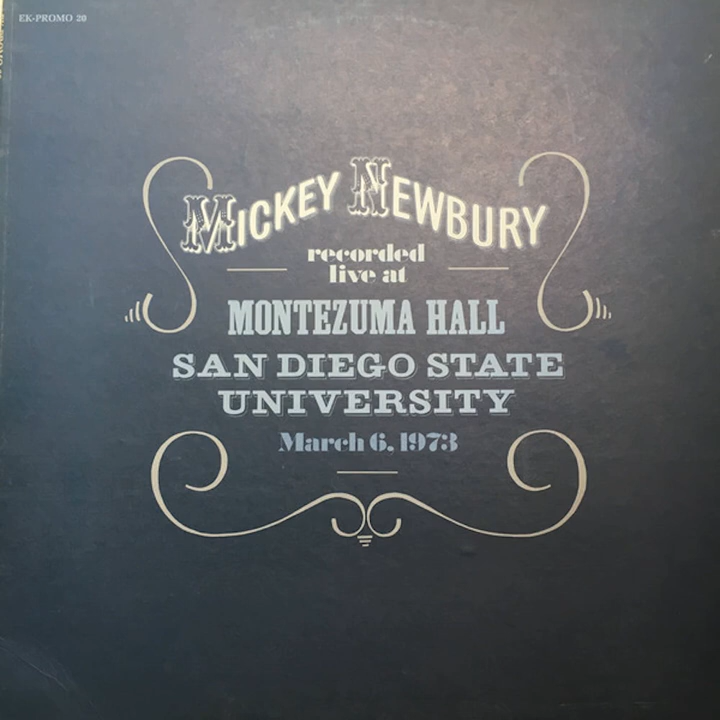 EK-PROMO 20
MICKEY NEWBURY
recorded
live at
MONTEZUMA HALL
SAN DIEGO STATE
UNIVERSITY
March 6, 1973